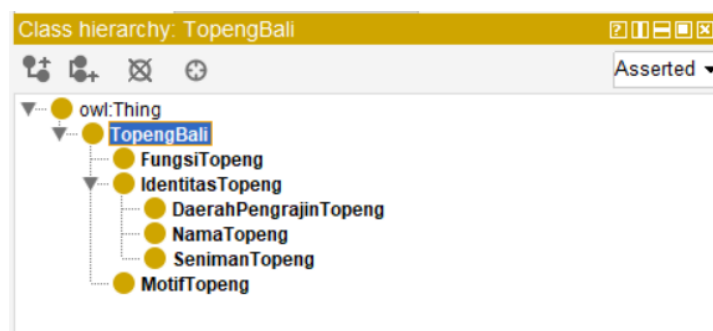 Class hierarchy: TopengBali
Asserted
owl:Thing
TopengBali
FungsiTopeng
IdentitasTopeng
DaerahPengrajinTopeng
NamaTopeng
SenimanTopeng
MotifTopeng